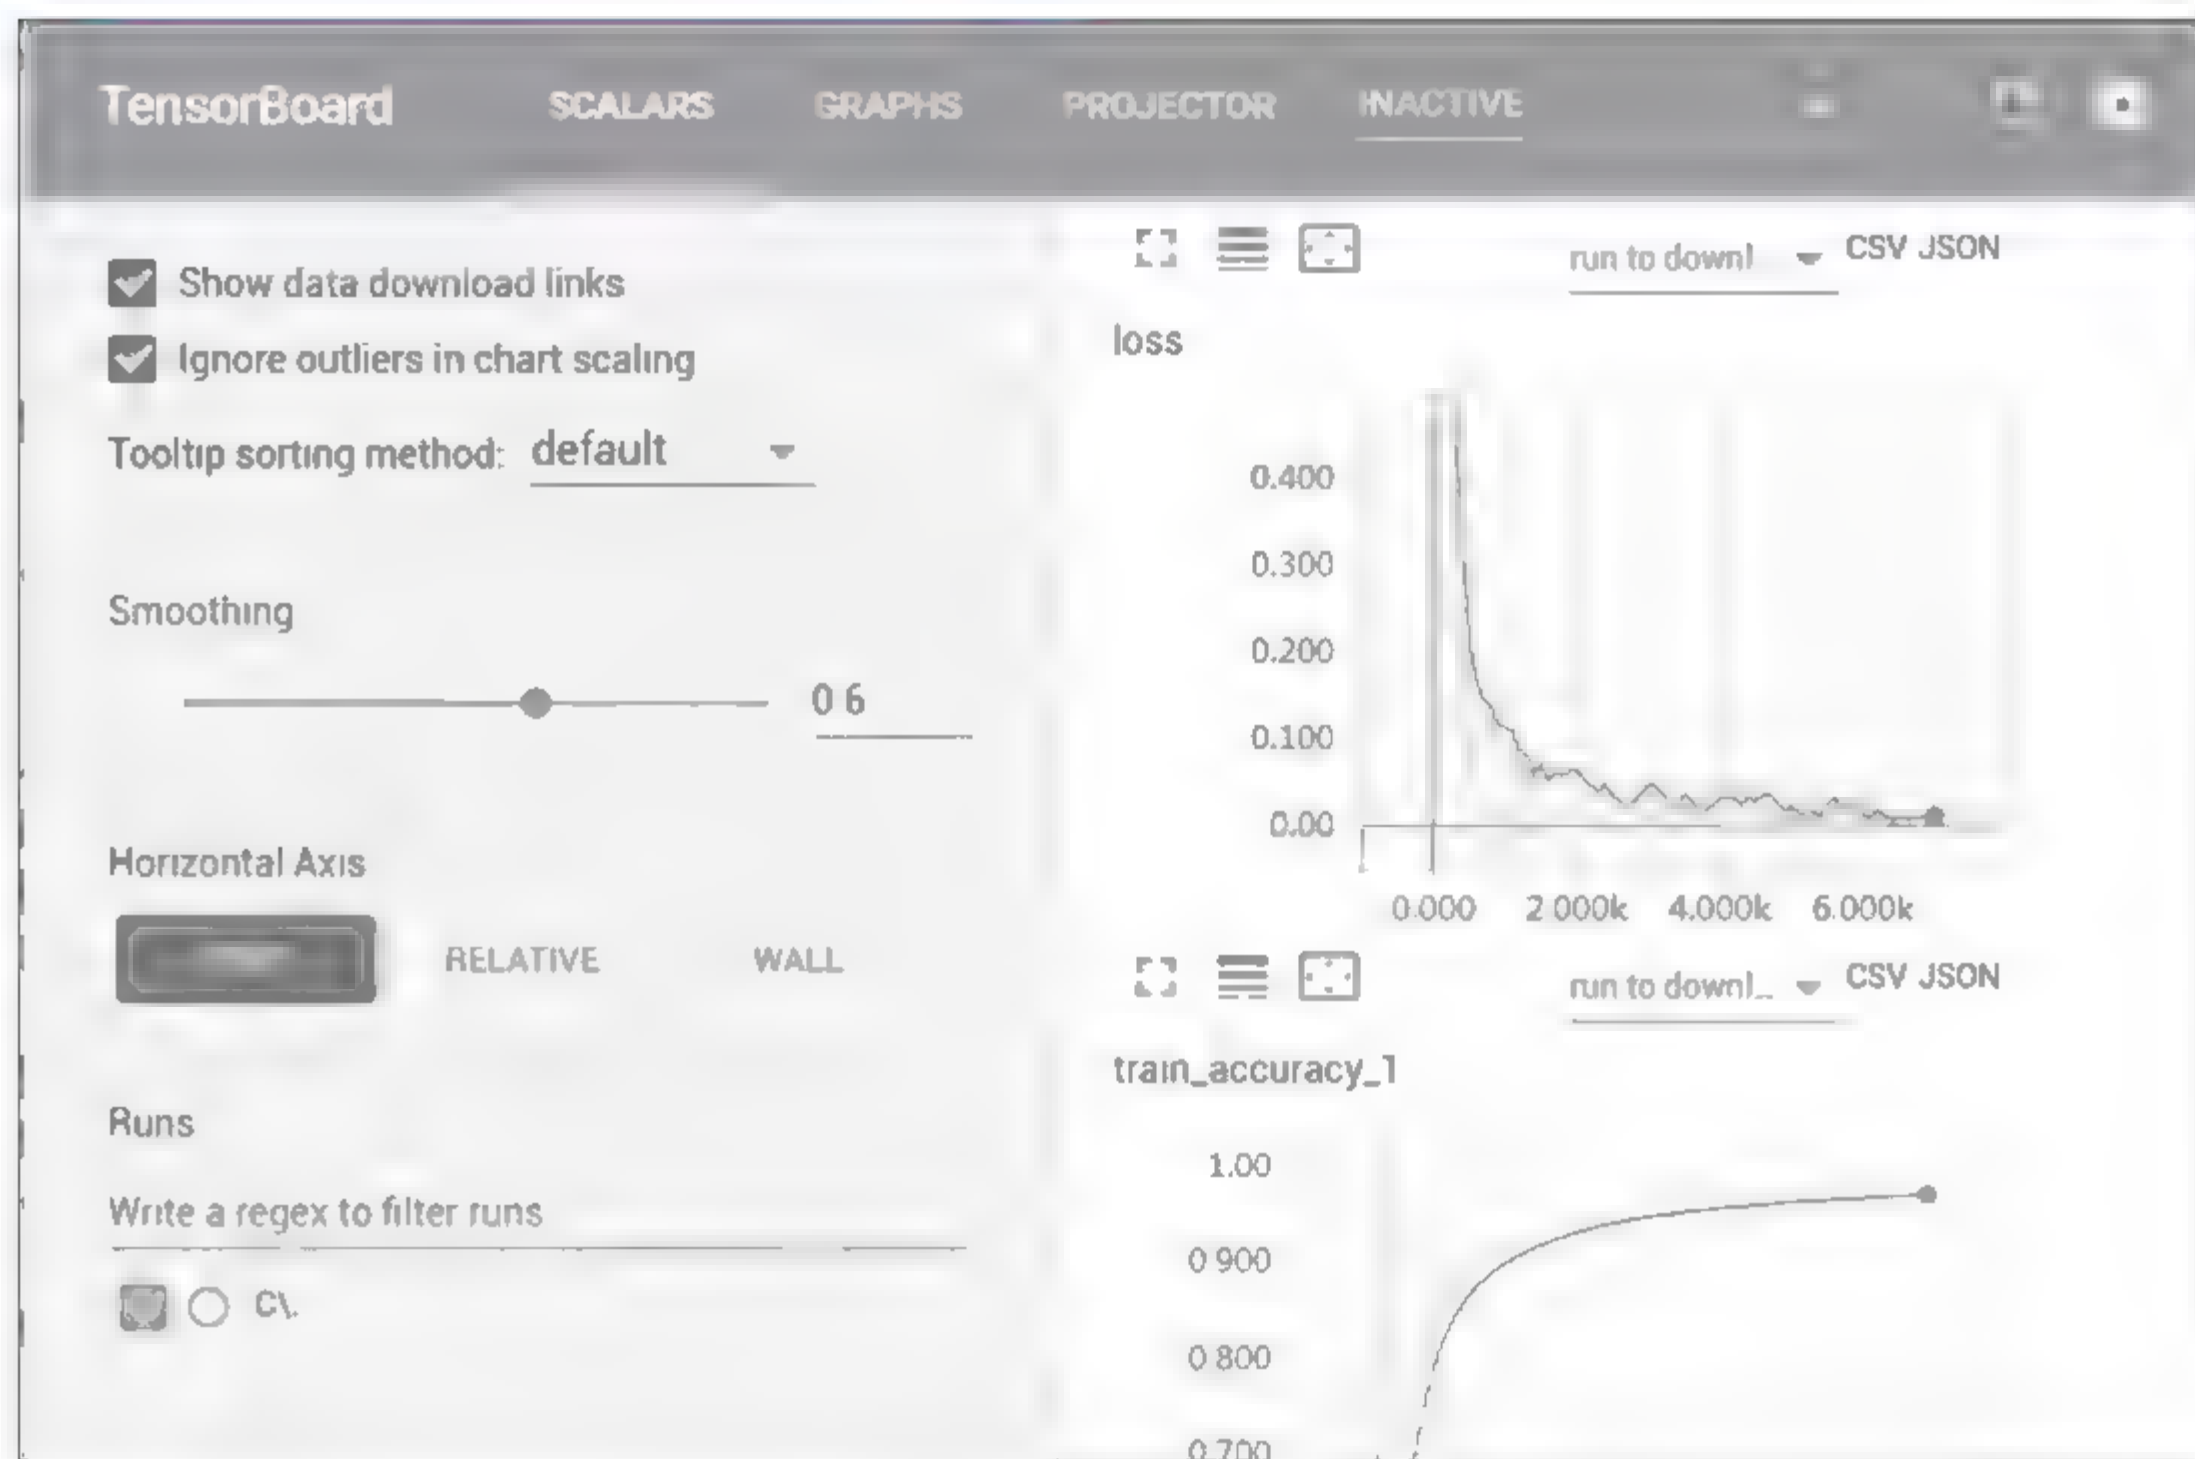 TensorBoard SCALARS GRAPHS PROJECTOR INACTIVE
Show data download links
Ignore outliers in chart scaling
Tooltip sorting method: default
Smoothing
0 6
Horizontal Axis
RELATIVE WALL
Runs
Write a regex to filter runs
C\.
run to downl CSV JSON
loss
0.400
0.300
0.200
0.100
0.00
0.000 2.000k 4.000k 6.000k
run to downl... CSV JSON
train_accuracy_1
1.00
0 900
0 800
0.700